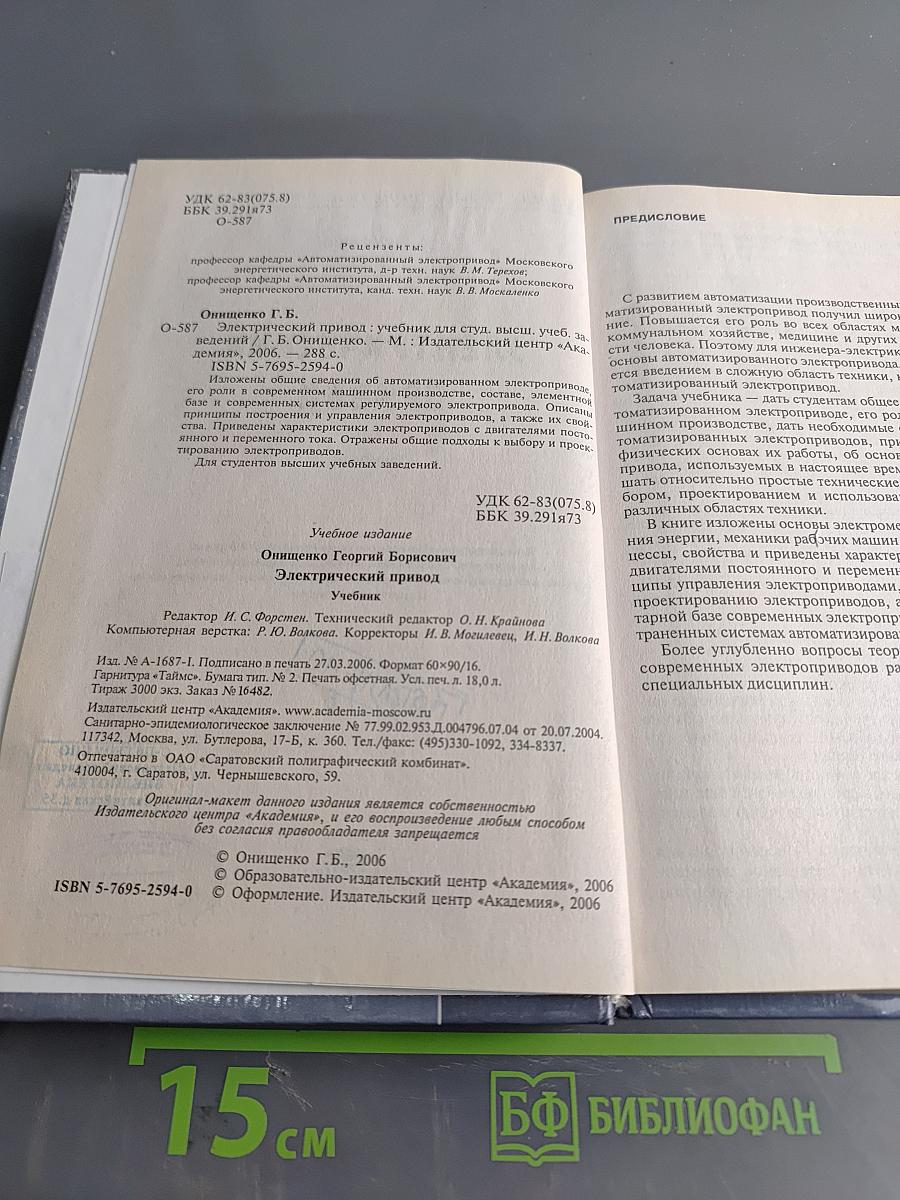 УДК 62-83(075.8)
ББК 39.291я73
О-587
Рецензенты:
профессор кафедры «Автоматизированный электропривод» Московского
энергетического института, д-р техн. наук В. М. Терехов;
профессор кафедры «Автоматизированный электропривод» Московского
энергетического института, канд. техн. наук В. В. Москаленко
Онищенко Г. Б.
О-587 Электрический привод : учебник для студ. высш. учеб. за-
ведений / Г. Б. Онищенко. — М. : Издательский центр «Ака-
демия», 2006. — 288 с.
ISBN 5-7695-2594-0
Изложены общие сведения об автоматизированном электроприводе,
его роли в современном машинном производстве, составе, элементной
базе и современных системах регулируемого электропривода. Описаны
принципы построения и управления электроприводов, а также их свой-
ства. Приведены характеристики электроприводов с двигателями посто-
янного и переменного тока. Отражены общие подходы к выбору и проек-
тированию электроприводов.
Для студентов высших учебных заведений.
УДК 62-83(075.8)
ББК 39.291я73
Учебное издание
Онищенко Георгий Борисович
Электрический привод
Учебник
Редактор И. С. Форстен. Технический редактор О. Н. Крайнова
Компьютерная верстка: Р. Ю. Волкова. Корректоры И. В. Могилевец, И. Н. Волкова
Изд. № А-1687-I. Подписано в печать 27.03.2006. Формат 60×90/16.
Гарнитура «Таймс». Бумага тип. № 2. Печать офсетная. Усл. печ. л. 18,0 л.
Тираж 3000 экз. Заказ № 16482.
Издательский центр «Академия». www.academia-moscow.ru
Санитарно-эпидемиологическое заключение № 77.99.02.953.Д.004796.07.04 от 20.07.2004.
117342, Москва, ул. Бутлерова, 17-Б, к. 360. Тел./факс: (495)330-1092, 334-8337.
Отпечатано в ОАО «Саратовский полиграфический комбинат».
410004, г. Саратов, ул. Чернышевского, 59.
Оригинал-макет данного издания является собственностью
Издательского центра «Академия», и его воспроизведение любым способом
без согласия правообладателя запрещается
© Онищенко Г. Б., 2006
© Образовательно-издательский центр «Академия», 2006
ISBN 5-7695-2594-0 © Оформление. Издательский центр «Академия», 2006
ПРЕДИСЛОВИЕ
С развитием автоматизации производственны
матизированный электропривод получил широ
ние. Повышается его роль во всех областях м
коммунальном хозяйстве, медицине и других
сти человека. Поэтому для инженера-электрик
основы автоматизированного электропривода
ется введением в сложную область техники, к
томатизированный электропривод.
Задача учебника — дать студентам общее
томатизированном электроприводе, его рол
шинном производстве, дать необходимые
томатизированных электроприводов, при
физических основах их работы, об основ
привода, используемых в настоящее врем
шать относительно простые технические
бором, проектированием и использова
различных областях техники.
В книге изложены основы электроме
ния энергии, механики рабочих машин
цессы, свойства и приведены характер
двигателями постоянного и переменн
ципы управления электроприводами,
проектированию электроприводов, а
тарной базе современных электропри
траненных системах автоматизирова
Более углубленно вопросы теор
современных электроприводов ра
специальных дисциплин.
15 см
БФ БИБЛИОФАН